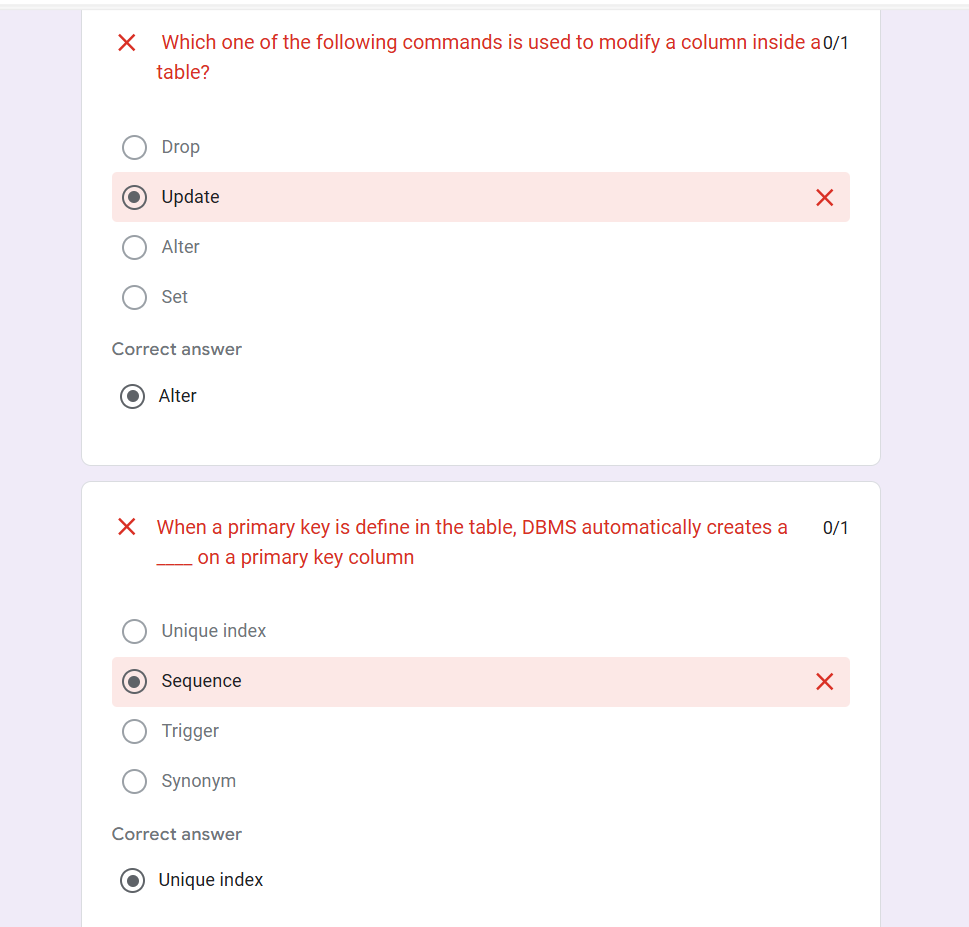 Which one of the following commands is used to modify a column inside a 0/1
table?
Drop
Update
Alter
Set
Correct answer
Alter
When a primary key is define in the table, DBMS automatically creates a 0/1
____ on a primary key column
Unique index
Sequence
Trigger
Synonym
Correct answer
Unique index